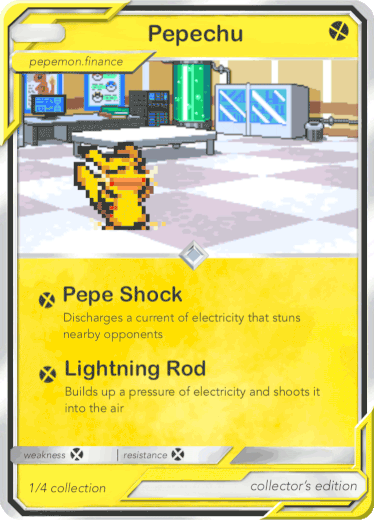 Pepechu
pepemon.finance
Pepe Shock
Discharges a current of electricity that stuns
nearby opponents
Lightning Rod
Builds up a pressure of electricity and shoots it
into the air
weakness | resistance
1/4 collection
collector's edition